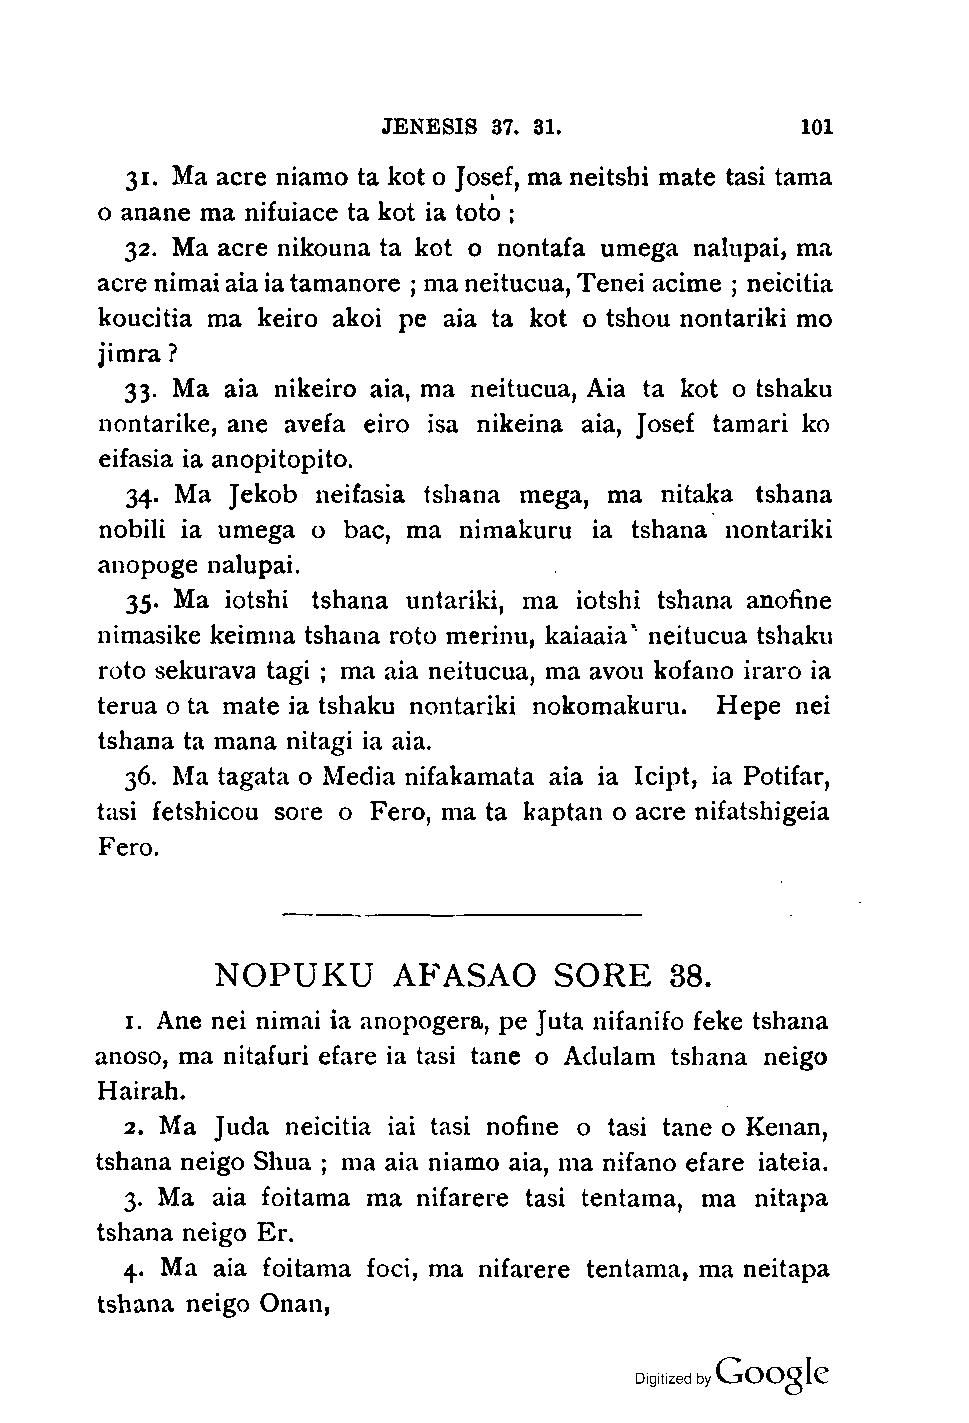 JENESIS 37. 31. 101
31. Ma acre niamo ta kot o Josef, ma neitshi mate tasi tama
o anane ma nifuiace ta kot ia toto ;
32. Ma acre nikouna ta kot o nontafa umega nalupai, ma
acre nimai aia ia tamanore ; ma neitucua, Tenei acime ; neicitia
koucitia ma keiro akoi pe aia ta kot o tshou nontariki mo
jimra ?
33. Ma aia nikeiro aia, ma neitucua, Aia ta kot o tshaku
nontarike, ane avefa eiro isa nikeina aia, Josef tamari ko
eifasia ia anopitopito.
34. Ma Jekob neifasia tshana mega, ma nitaka tshana
nobili ia umega o bac, ma nimakuru ia tshana nontariki
anopoge nalupai.
35. Ma iotshi tshana untariki, ma iotshi tshana anofine
nimasike keimna tshana roto merinu, kaiaaia` neitucua tshaku
roto sekurava tagi ; ma aia neitucua, ma avou kofano iraro ia
terua o ta mate ia tshaku nontariki nokomakuru. Hepe nei
tshana ta mana nitagi ia aia.
36. Ma tagata o Media nifakamata aia ia Icipt, ia Potifar,
tasi fetshicou sore o Fero, ma ta kaptan o acre nifatshigeia
Fero.
NOPUKU AFASAO SORE 38.
1. Ane nei nimai ia anopogera, pe Juta nifanifo feke tshana
anoso, ma nitafuri efare ia tasi tane o Adulam tshana neigo
Hairah.
2. Ma Juda neicitia iai tasi nofine o tasi tane o Kenan,
tshana neigo Shua ; ma aia niamo aia, ma nifano efare iateia.
3. Ma aia foitama ma nifarere tasi tentama, ma nitapa
tshana neigo Er.
4. Ma aia foitama foci, ma nifarere tentama, ma neitapa
tshana neigo Onan,
Digitized by Google